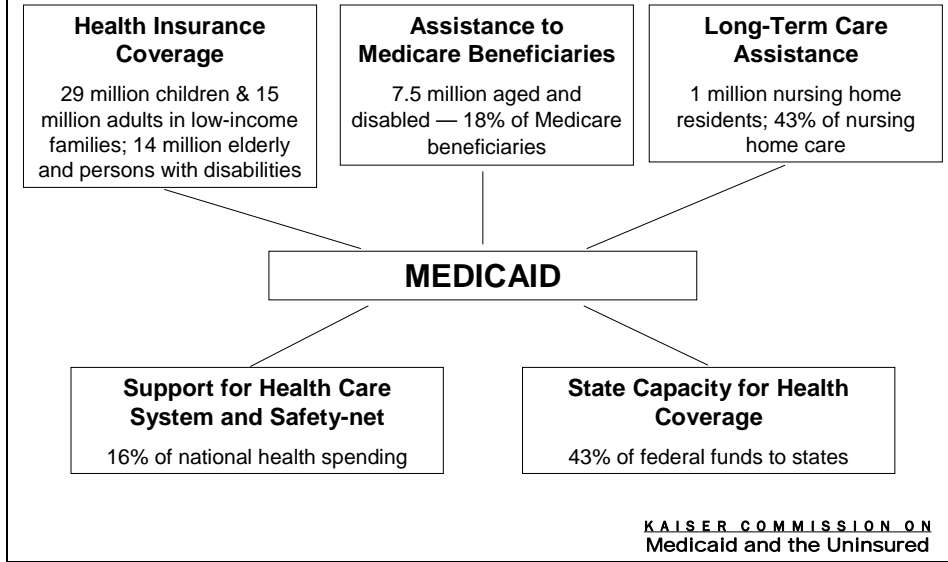 Health Insurance
Coverage
29 million children & 15
million adults in low-income
families; 14 million elderly
and persons with disabilities
Assistance to
Medicare Beneficiaries
7.5 million aged and
disabled — 18% of Medicare
beneficiaries
Long-Term Care
Assistance
1 million nursing home
residents; 43% of nursing
home care
MEDICAID
Support for Health Care
System and Safety-net
16% of national health spending
State Capacity for Health
Coverage
43% of federal funds to states
KAISER COMMISSION ON
Medicaid and the Uninsured